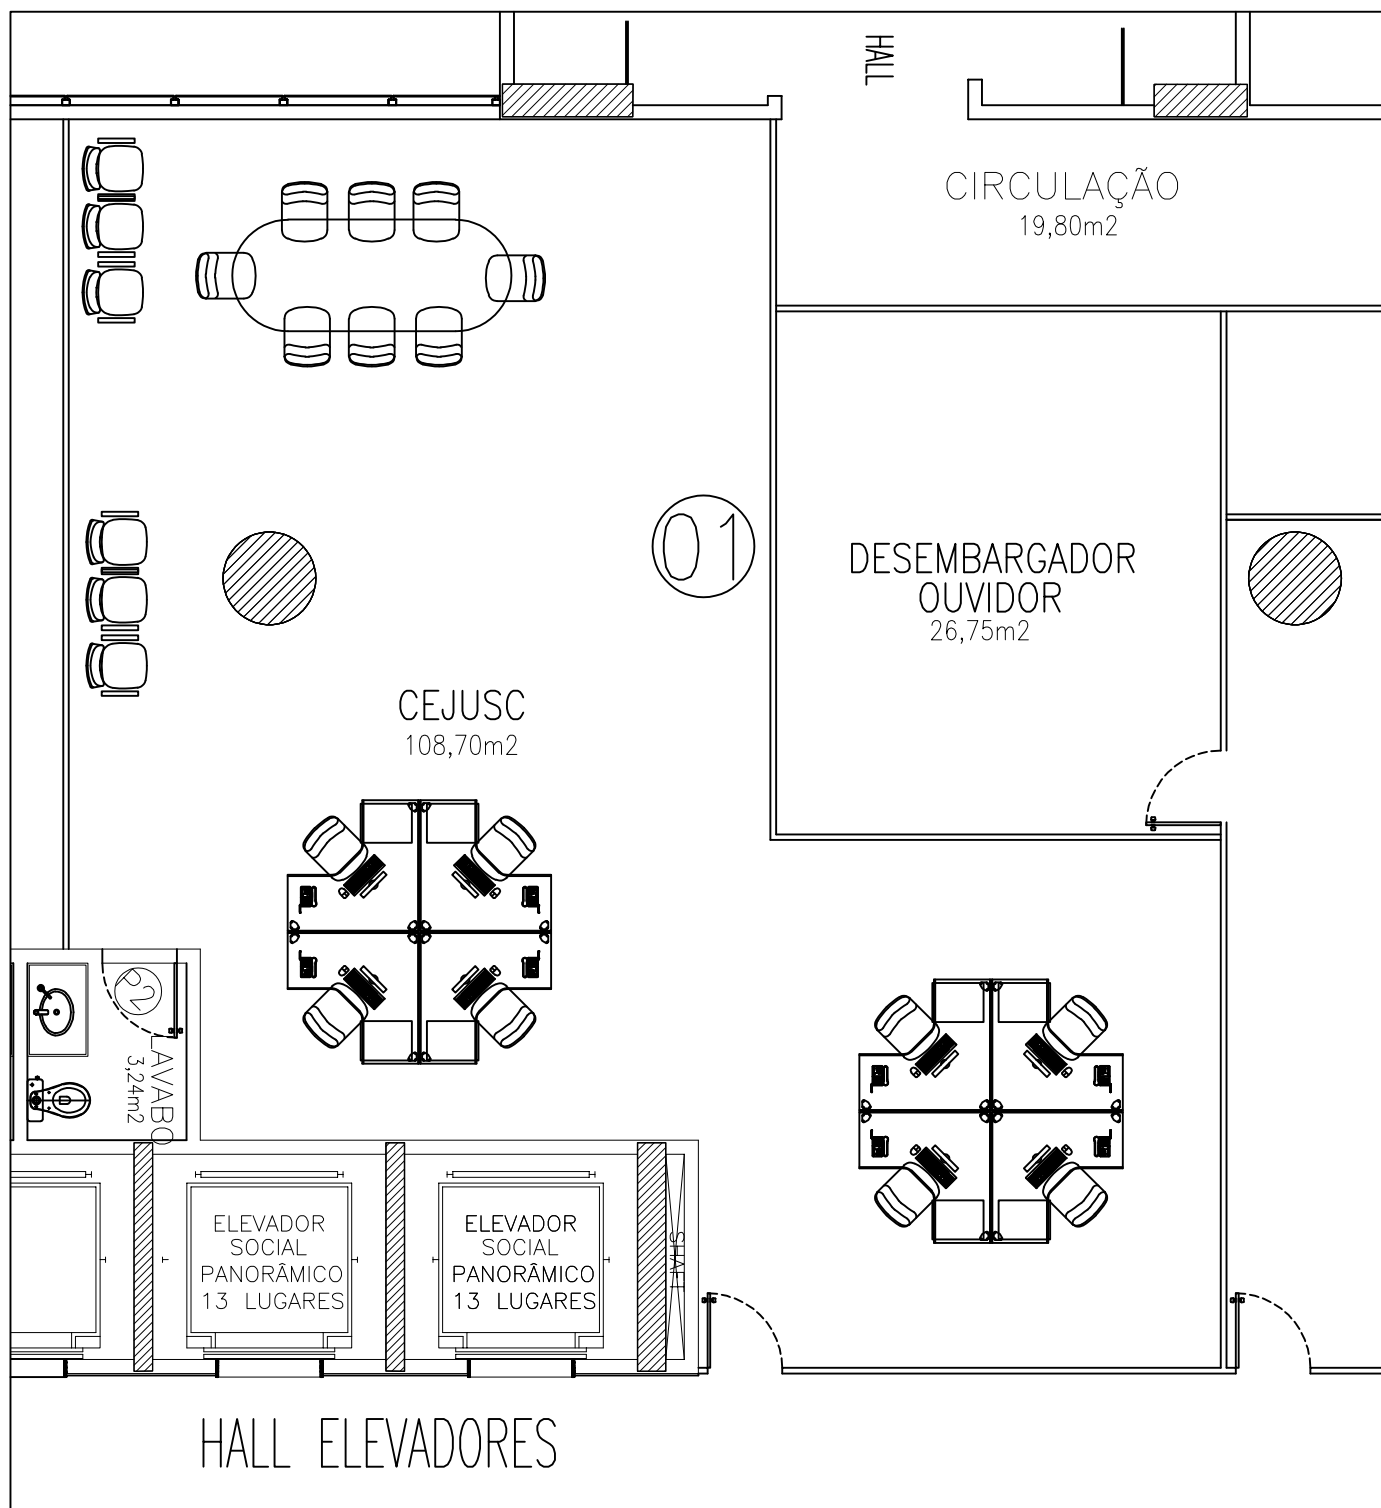 HALL
CIRCULAÇÃO
19,80m2
01
DESEMBARGADOR
OUVIDOR
26,75m2
CEJUSC
108,70m2
P2
LAVABO
3,24m2
ELEVADOR
SOCIAL
PANORÂMICO
13 LUGARES
ELEVADOR
SOCIAL
PANORÂMICO
13 LUGARES
SHAFT
HALL ELEVADORES